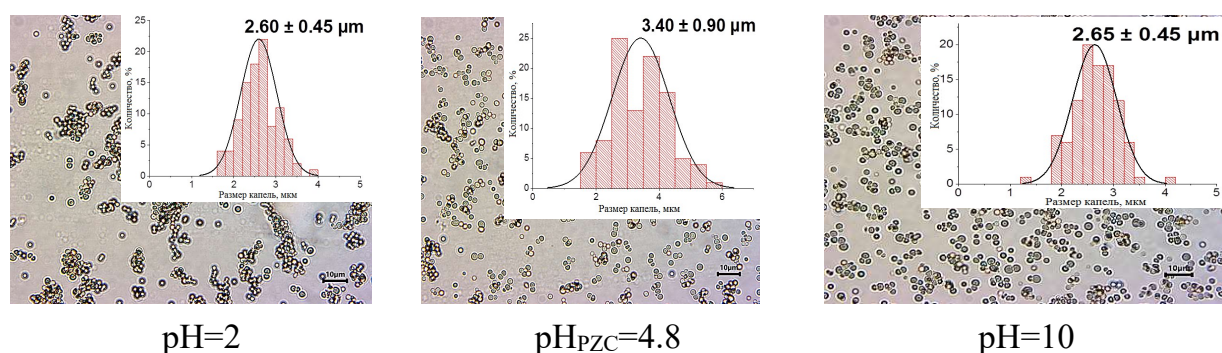 2.60 ± 0.45 µm
Количество, %
25
20
15
10
5
0
0 1 2 3 4 5
Размер капель, мкм
10µm
pH=2
3.40 ± 0.90 µm
Количество, %
25
20
15
10
5
0
0 2 4 6
Размер капель, мкм
10µm
pHPZC=4.8
2.65 ± 0.45 µm
Количество, %
20
15
10
5
0
0 1 2 3 4 5
Размер капель, мкм
10µm
pH=10